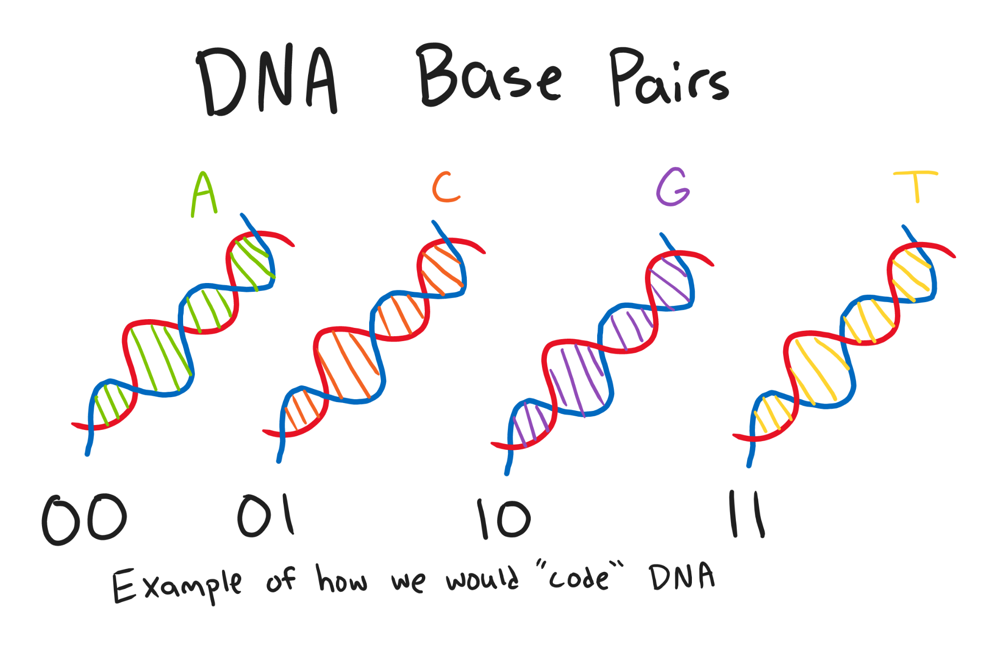 DNA Base Pairs
A C G T
00 01 10 11
Example of how we would "code" DNA